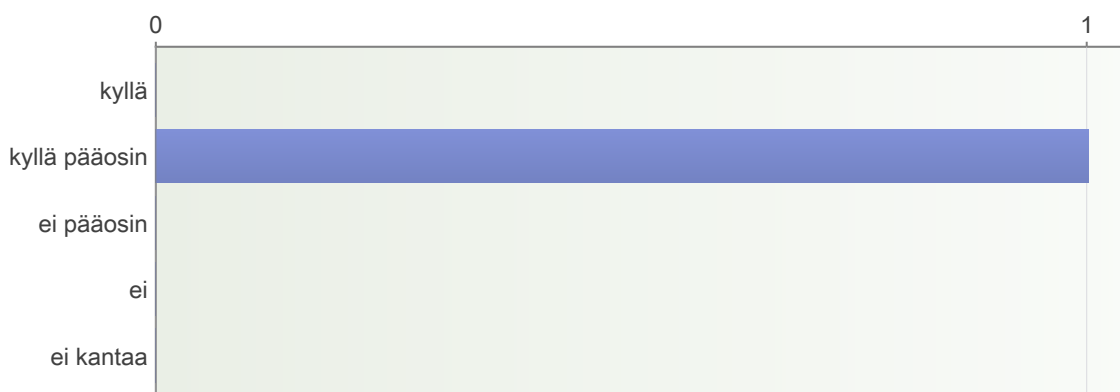 0 1
kyllä
kyllä pääosin
ei pääosin
ei
ei kantaa